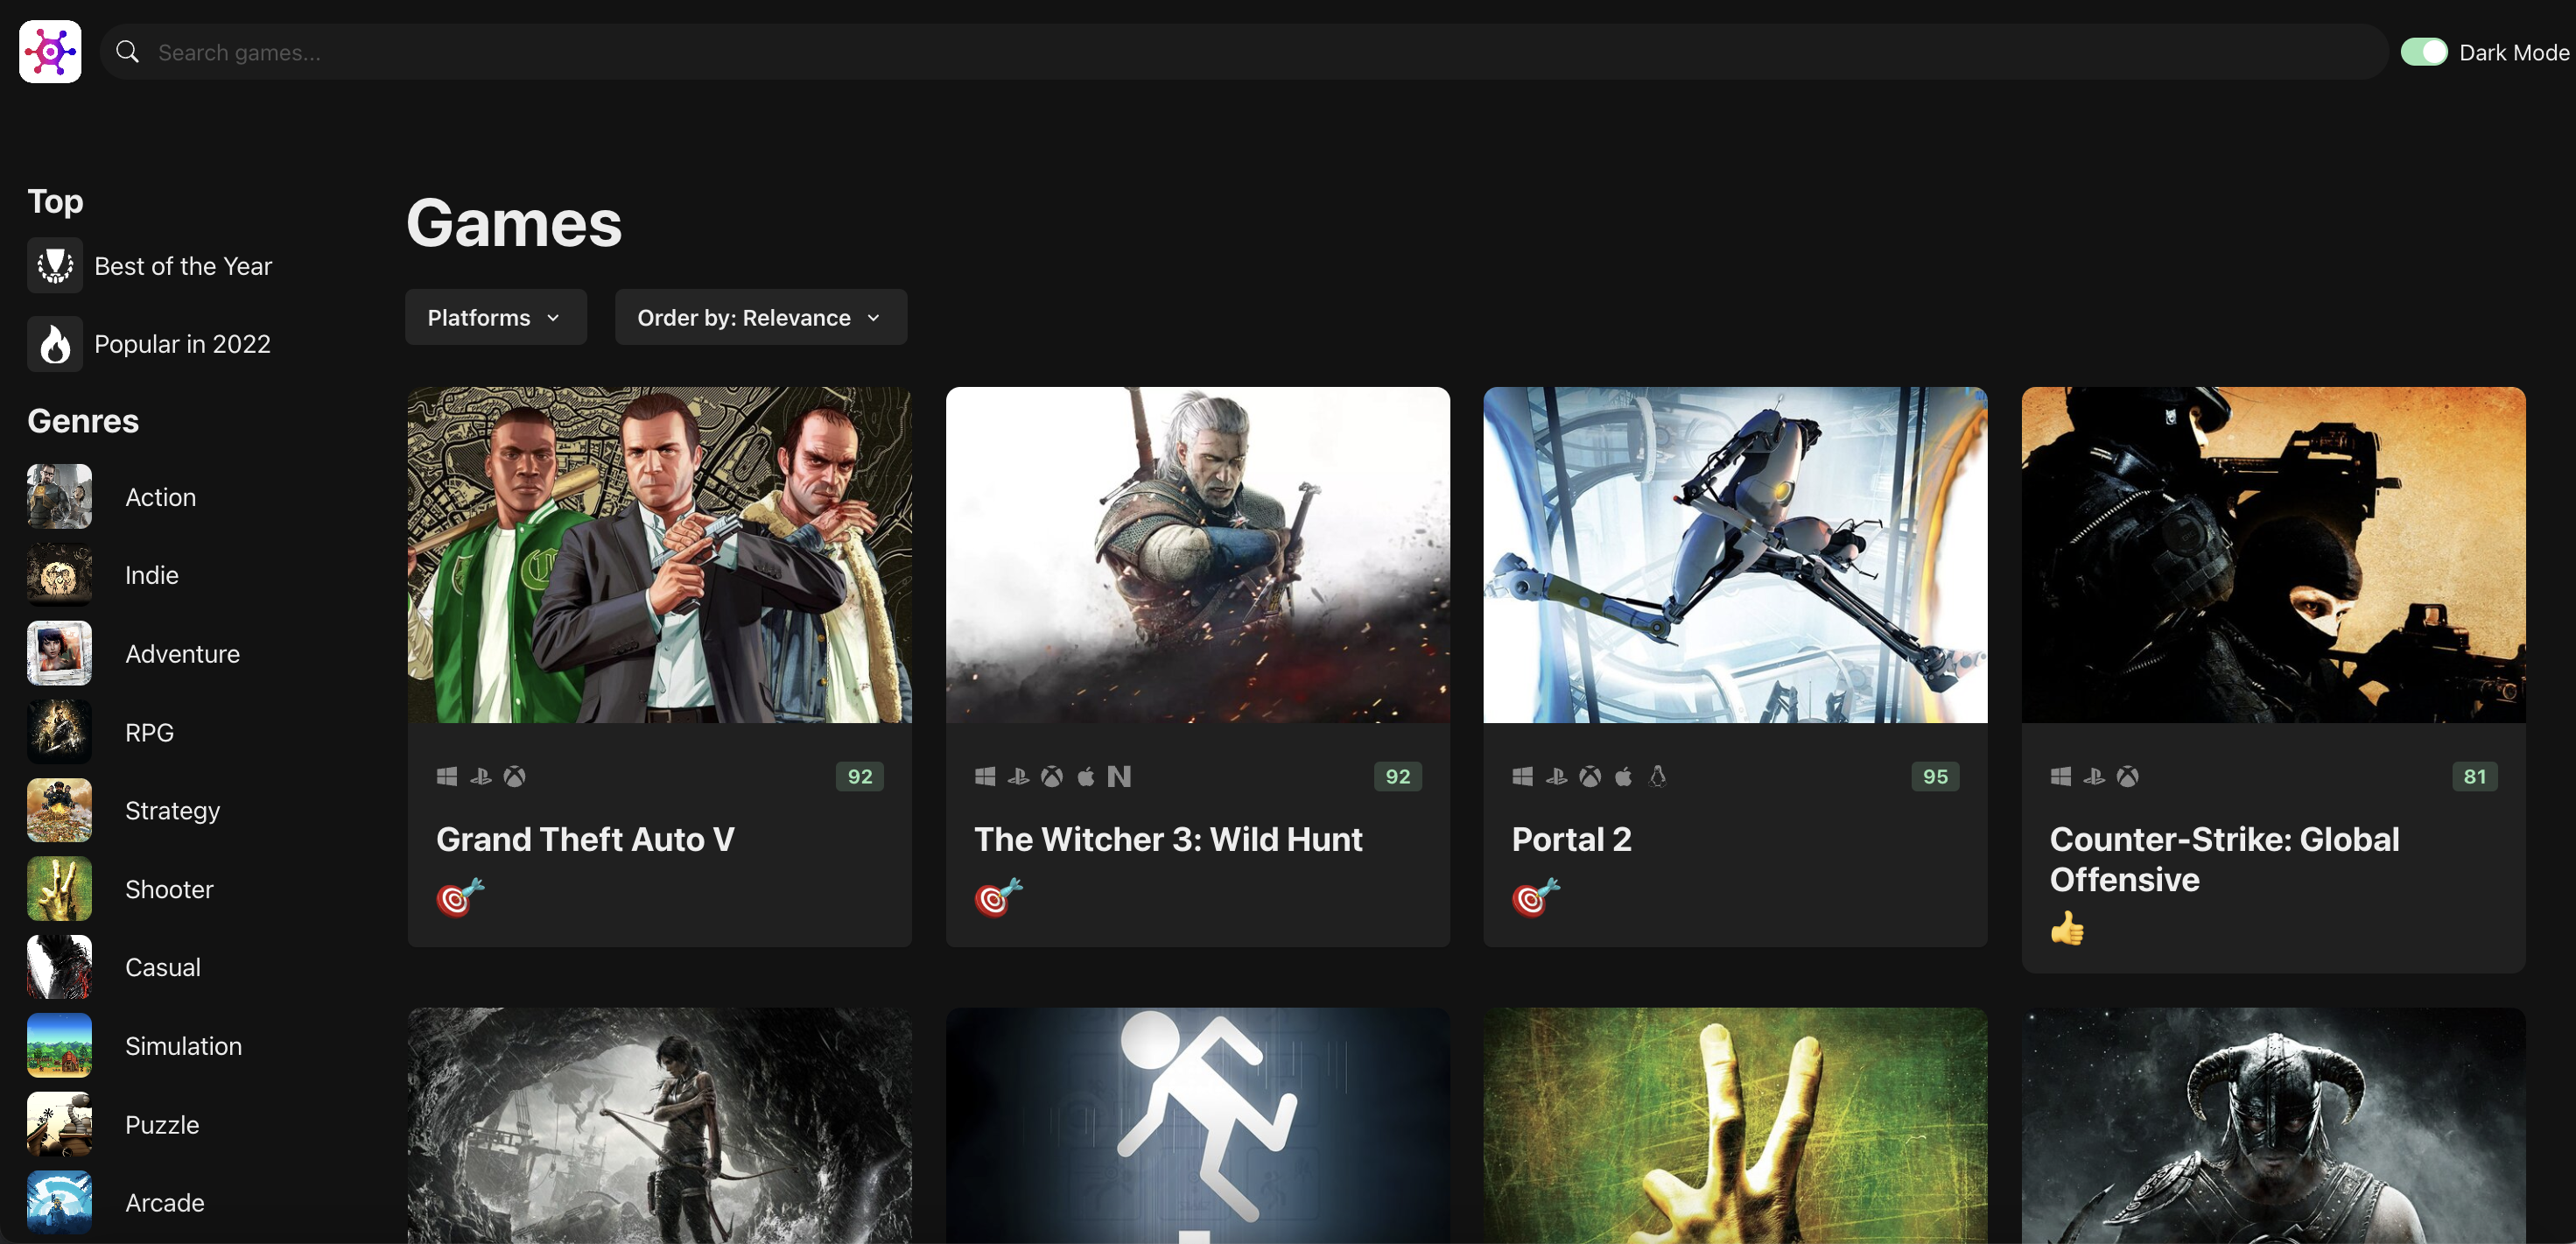 Search games...
Dark Mode
Top
Best of the Year
Popular in 2022
Genres
Action
Indie
Adventure
RPG
Strategy
Shooter
Casual
Simulation
Puzzle
Arcade
Games
Platforms
Order by: Relevance
92
Grand Theft Auto V
92
The Witcher 3: Wild Hunt
95
Portal 2
81
Counter-Strike: Global
Offensive